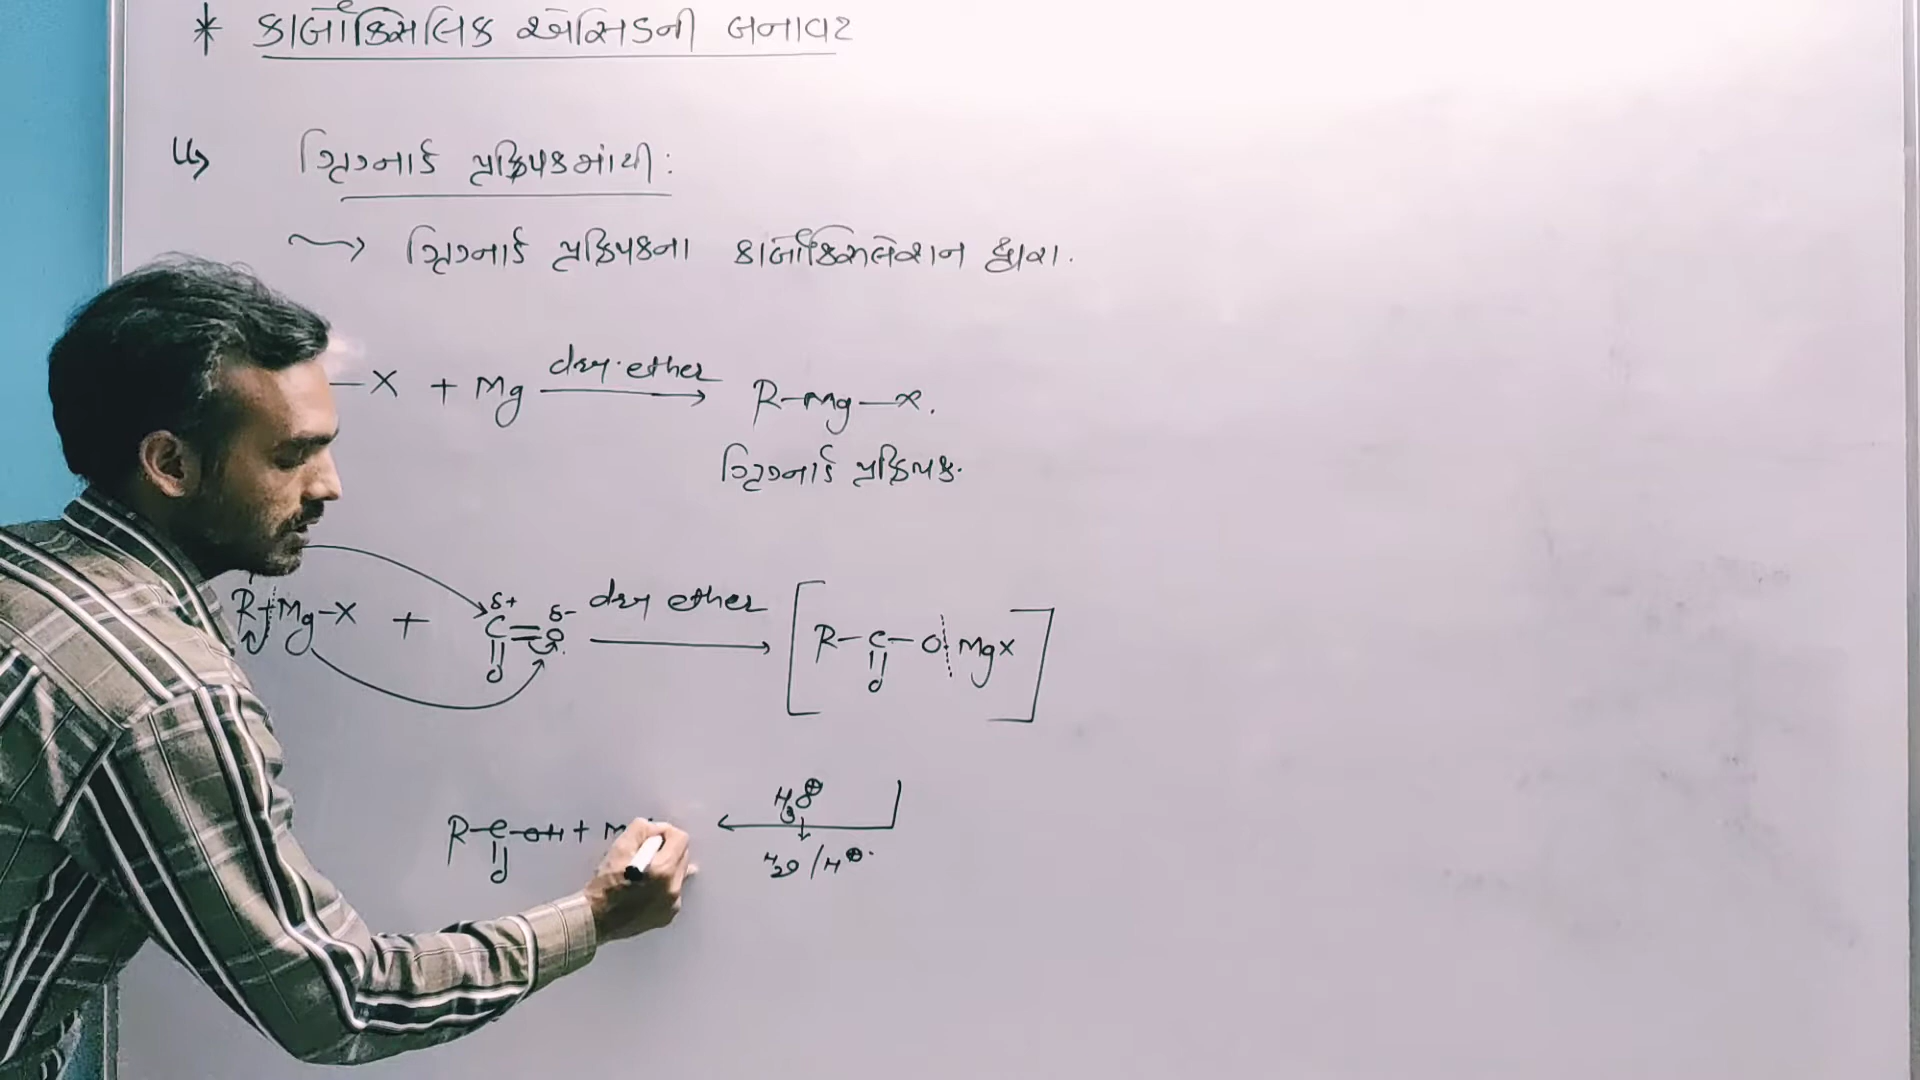 * કાર્બોક્સિલિક એસિડની બનાવટ
↳ ગ્રિગ્નાર્ડ પ્રક્રિયકમાંથી :
→ ગ્રિગ્નાર્ડ પ્રક્રિયકના કાર્બોક્સિલેશન દ્વારા.
—X + Mg dry ether → R—Mg—X.
ગ્રિગ્નાર્ડ પ્રક્રિયક.
R Mg–X + C=O δ+ δ– || O dry ether → [R–C–O MgX || O]
R–C–OH + M || O ← H3O⊕ ↓ H2O / H⊕